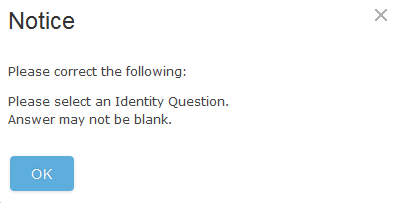 Notice
Please correct the following:
Please select an Identity Question.
Answer may not be blank.
OK